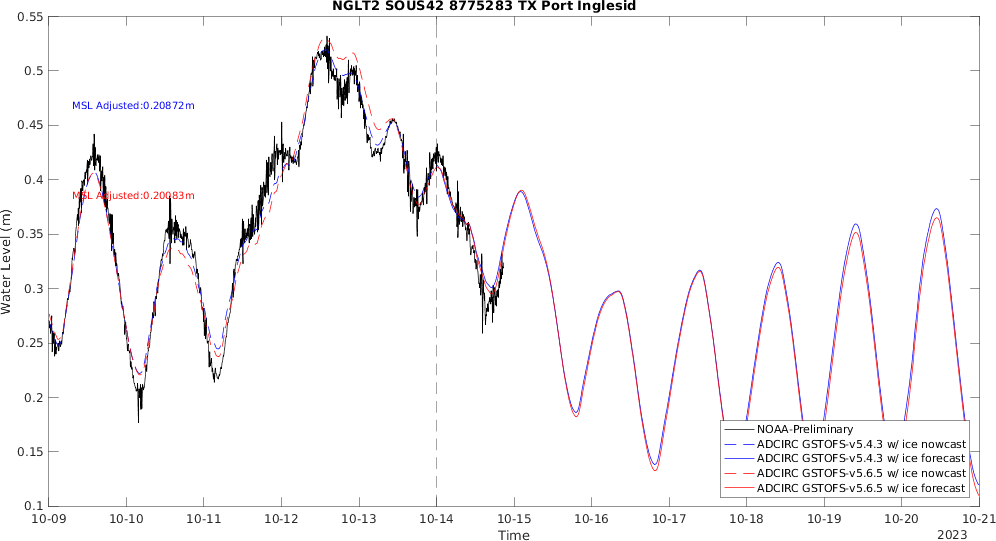 NGLT2 SOUS42 8775283 TX Port Inglesid
Water Level (m)
0.55
0.5
0.45
0.4
0.35
0.3
0.25
0.2
0.15
0.1
MSL Adjusted:0.20872m
MSL Adjusted:0.20083m
NOAA-Preliminary
ADCIRC GSTOFS-v5.4.3 w/ ice nowcast
ADCIRC GSTOFS-v5.4.3 w/ ice forecast
ADCIRC GSTOFS-v5.6.5 w/ ice nowcast
ADCIRC GSTOFS-v5.6.5 w/ ice forecast
10-09 10-10 10-11 10-12 10-13 10-14 10-15 10-16 10-17 10-18 10-19 10-20 10-21
Time
2023